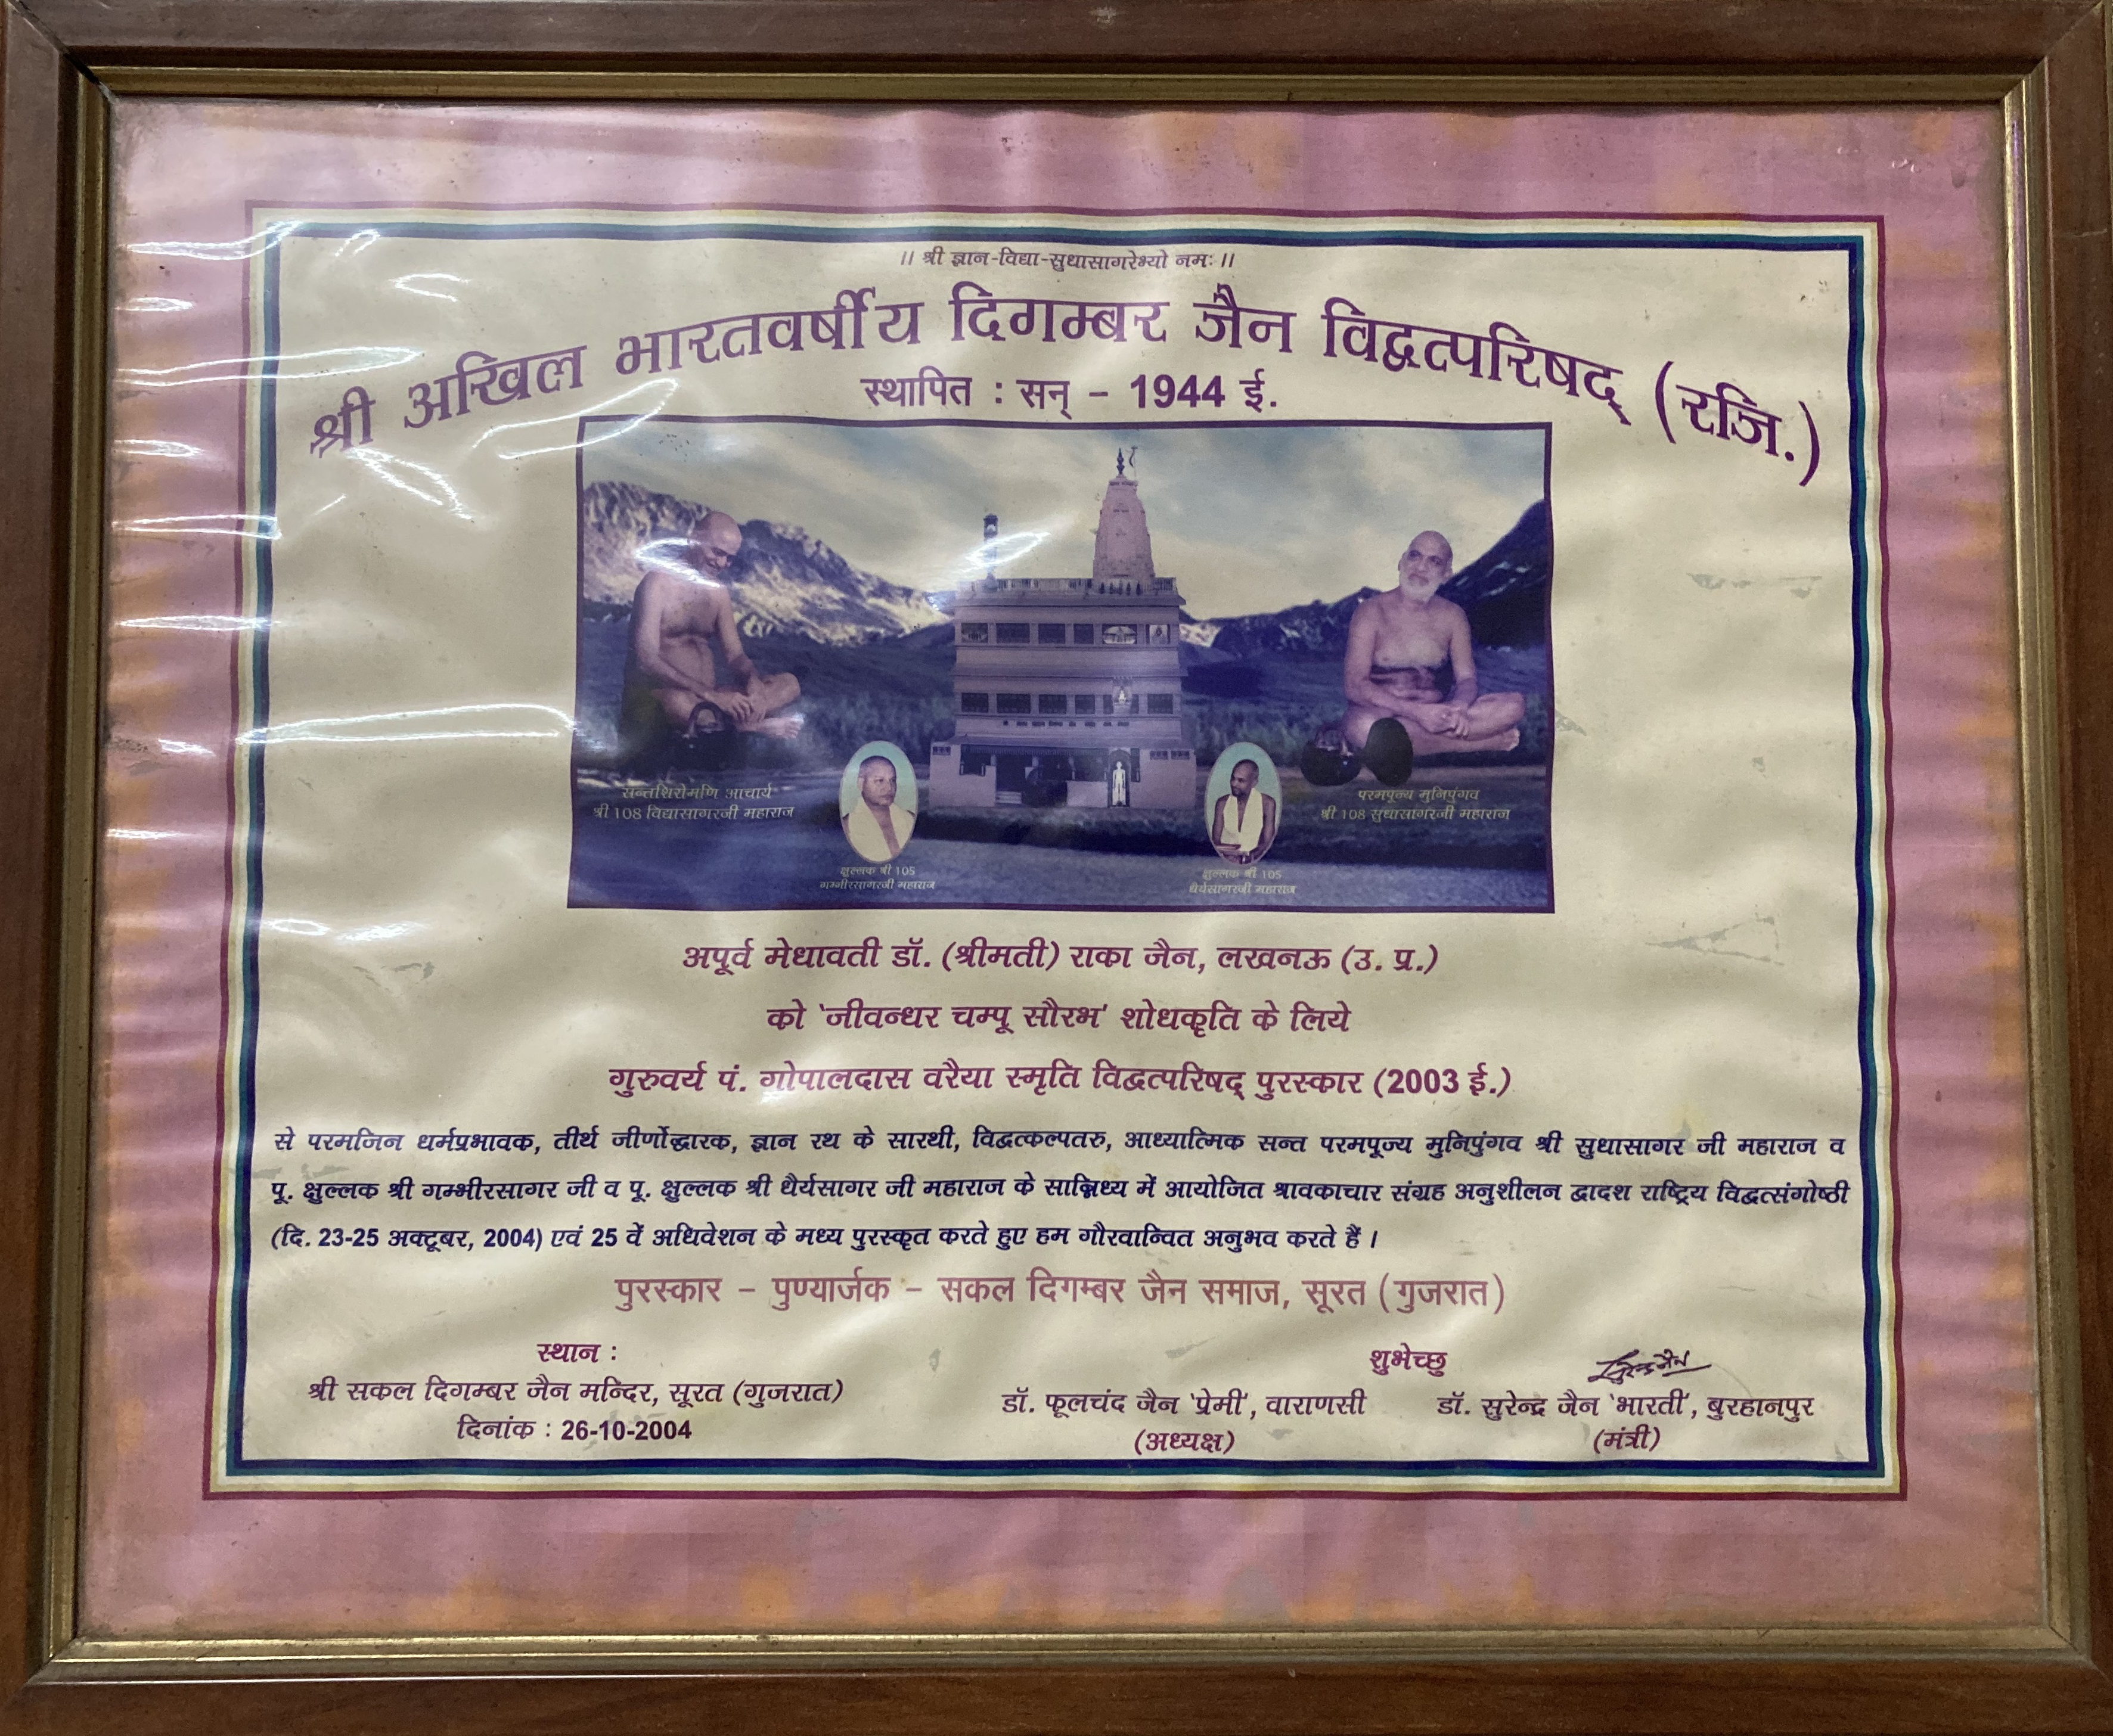 ।। श्री ज्ञान-विद्या-सुधासागरेभ्यो नमः ।।
श्री अखिल भारतवर्षीय दिगम्बर जैन विद्वत्परिषद् (रजि.)
स्थापित : सन् - 1944 ई.
सन्तशिरोमणि आचार्य
श्री 108 विद्यासागरजी महाराज
परमपूज्य मुनिपुंगव
श्री 108 सुधासागरजी महाराज
क्षुल्लक श्री 105
गम्भीरसागरजी महाराज
क्षुल्लक श्री 105
धैर्यसागरजी महाराज
अपूर्व मेधावती डॉ. (श्रीमती) राका जैन, लखनऊ (उ. प्र.)
को 'जीवन्धर चम्पू सौरभ' शोधकृति के लिये
गुरुवर्य पं. गोपालदास वरैया स्मृति विद्वत्परिषद् पुरस्कार (2003 ई.)
से परमजिन धर्मप्रभावक, तीर्थ जीर्णोद्धारक, ज्ञान रथ के सारथी, विद्वत्कल्पतरु, आध्यात्मिक सन्त परमपूज्य मुनिपुंगव श्री सुधासागर जी महाराज व
पू. क्षुल्लक श्री गम्भीरसागर जी व पू. क्षुल्लक श्री धैर्यसागर जी महाराज के सान्निध्य में आयोजित श्रावकाचार संग्रह अनुशीलन द्वादश राष्ट्रिय विद्वत्संगोष्ठी
(दि. 23-25 अक्टूबर, 2004) एवं 25 वें अधिवेशन के मध्य पुरस्कृत करते हुए हम गौरवान्वित अनुभव करते हैं ।
पुरस्कार - पुण्यार्जक - सकल दिगम्बर जैन समाज, सूरत (गुजरात)
स्थान :
श्री सकल दिगम्बर जैन मन्दिर, सूरत (गुजरात)
दिनांक : 26-10-2004
शुभेच्छु
डॉ. फूलचंद जैन 'प्रेमी', वाराणसी
(अध्यक्ष)
सुरेन्द्र जैन
डॉ. सुरेन्द्र जैन 'भारती', बुरहानपुर
(मंत्री)